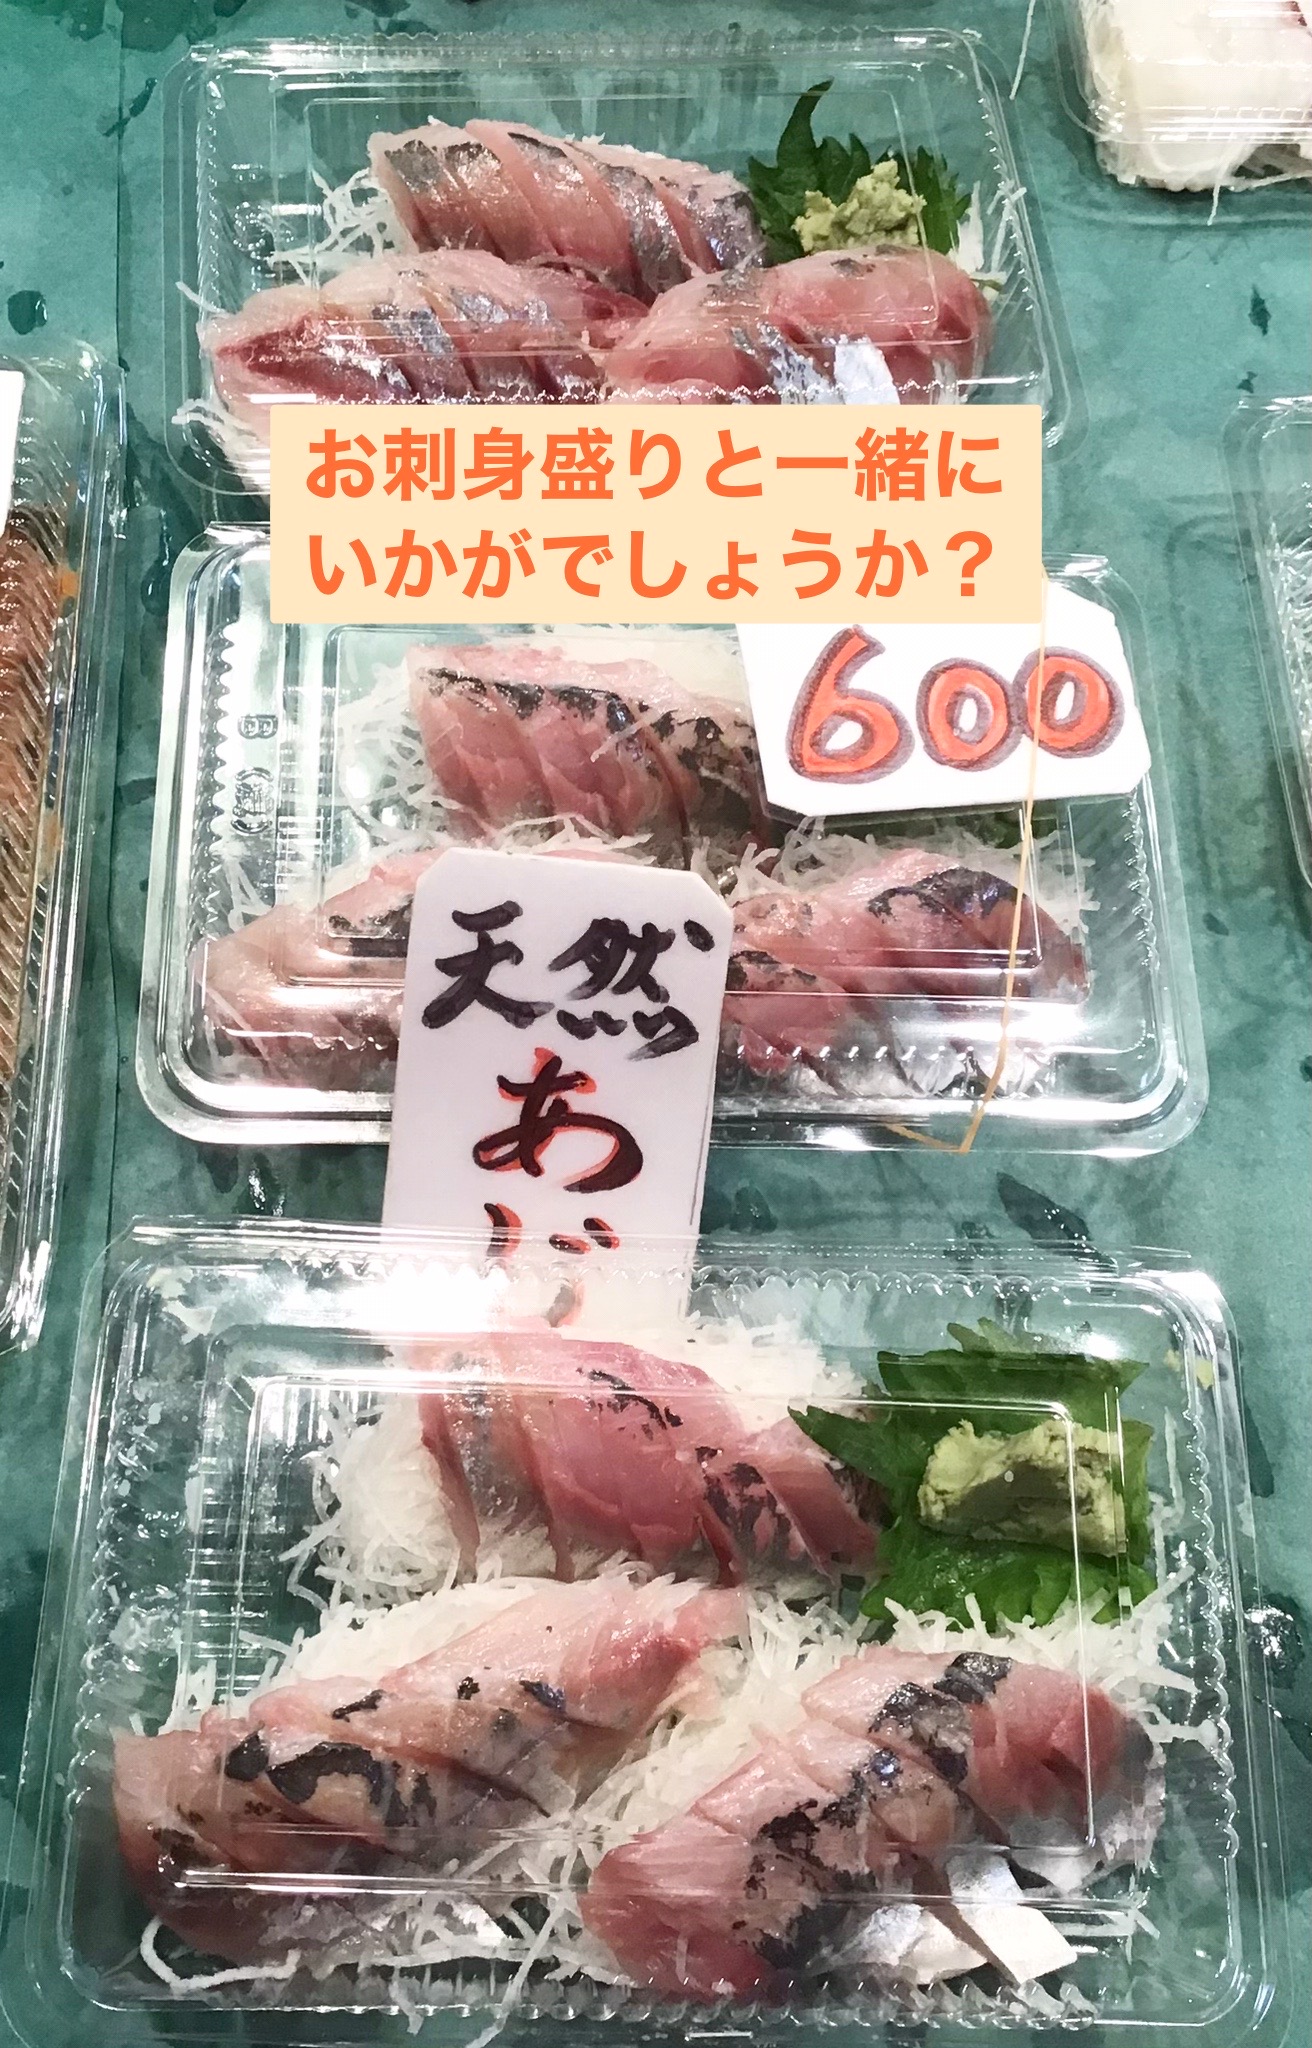 お刺身盛りと一緒に
いかがでしょうか？
600
天然
あじ